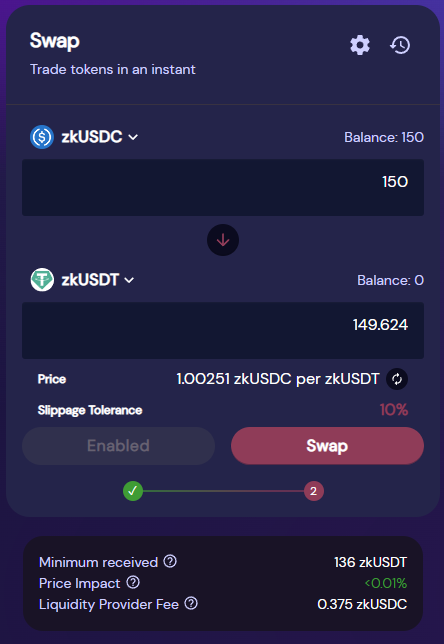 Swap
Trade tokens in an instant
zkUSDC Balance: 150
150
zkUSDT Balance: 0
149.624
Price 1.00251 zkUSDC per zkUSDT
Slippage Tolerance 10%
Enabled Swap
2
Minimum received ? 136 zkUSDT
Price Impact ? <0.01%
Liquidity Provider Fee ? 0.375 zkUSDC